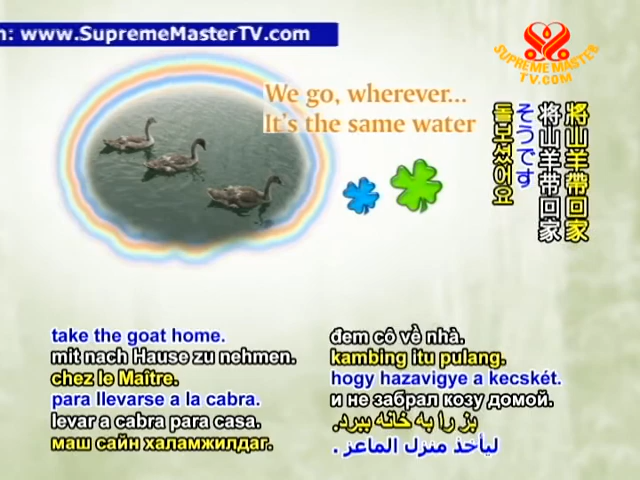 n: www.SupremeMasterTV.com
SUPREME MASTER
TV.COM
We go, wherever...
It's the same water
將山羊帶回家
将山羊带回家
そうです
돌보셨어요
take the goat home.
mit nach Hause zu nehmen.
chez le Maître.
para llevarse a la cabra.
levar a cabra para casa.
маш сайн халамжилдаг.
đem cô về nhà.
kambing itu pulang.
hogy hazavigye a kecskét.
и не забрал козу домой.
بز را به خانه ببرد.
ليأخذ منزل الماعز .